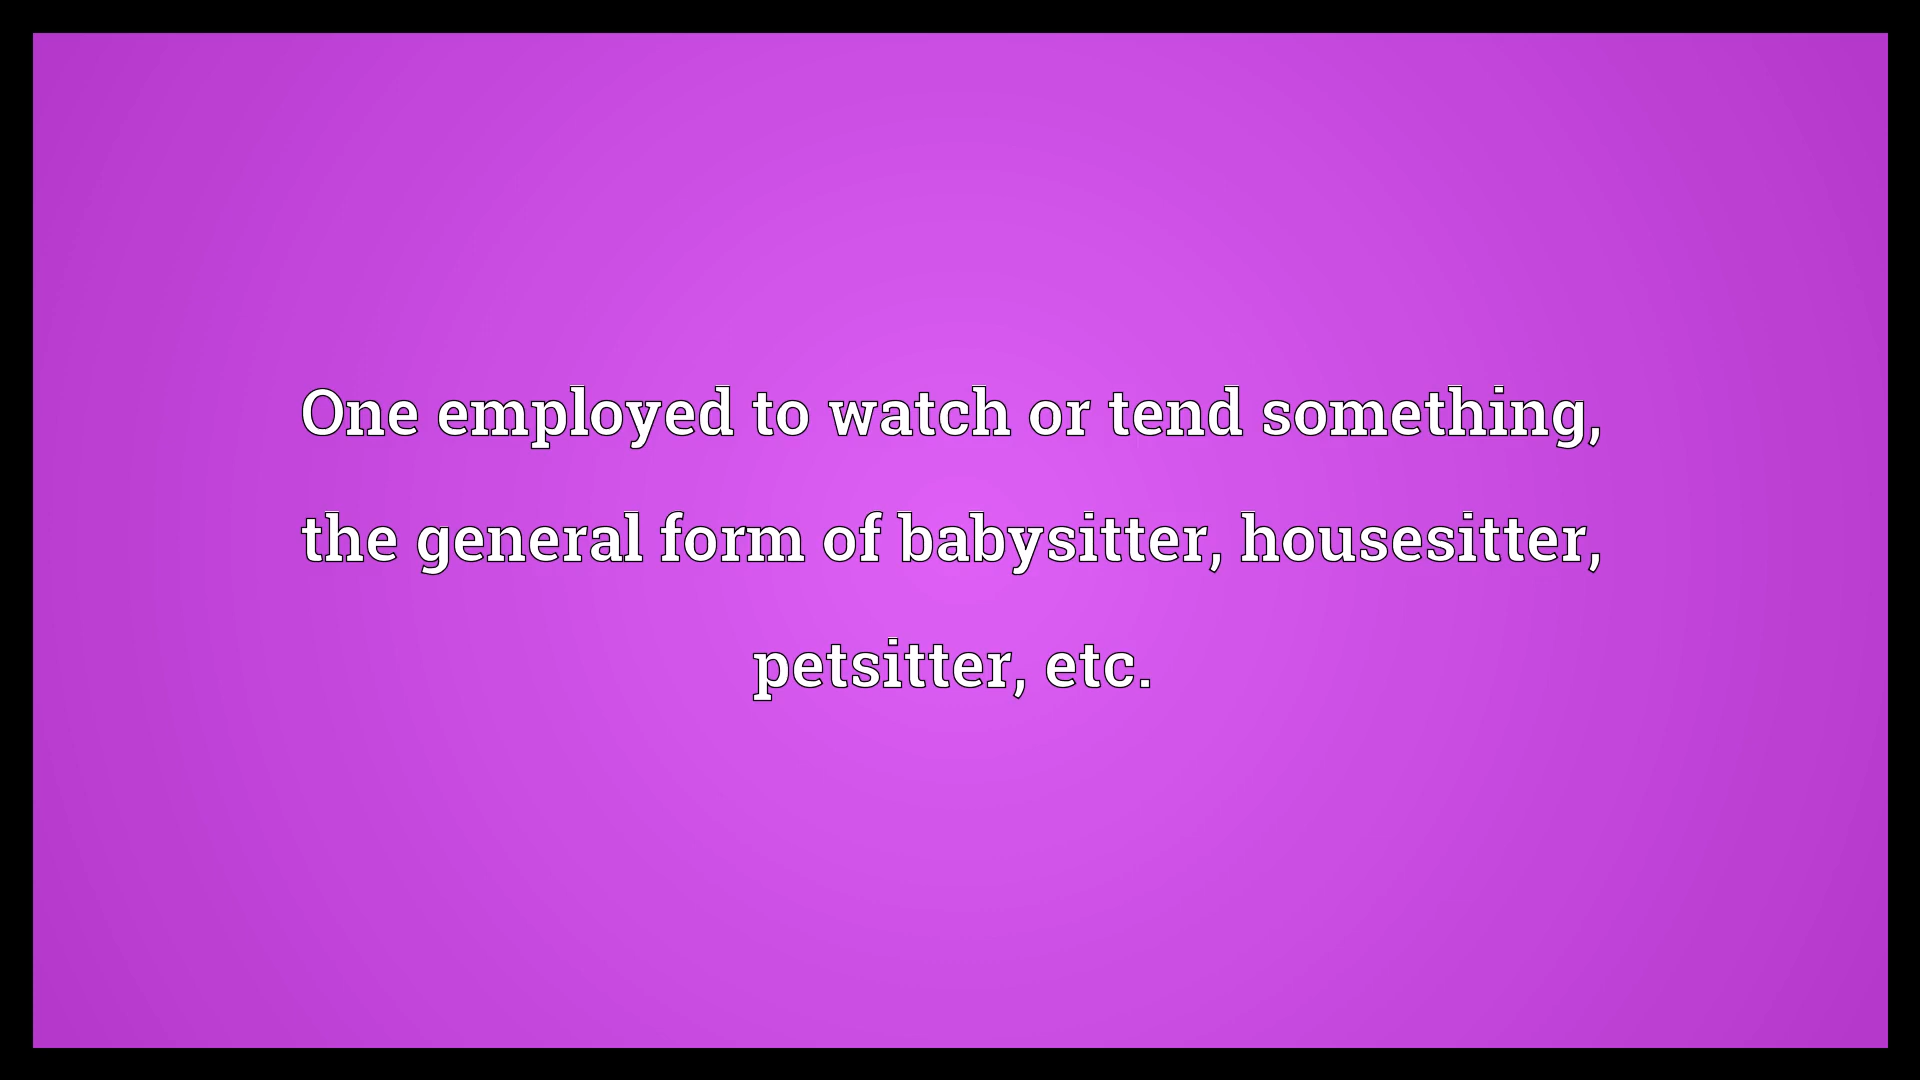 One employed to watch or tend something,
the general form of babysitter, housesitter,
petsitter, etc.